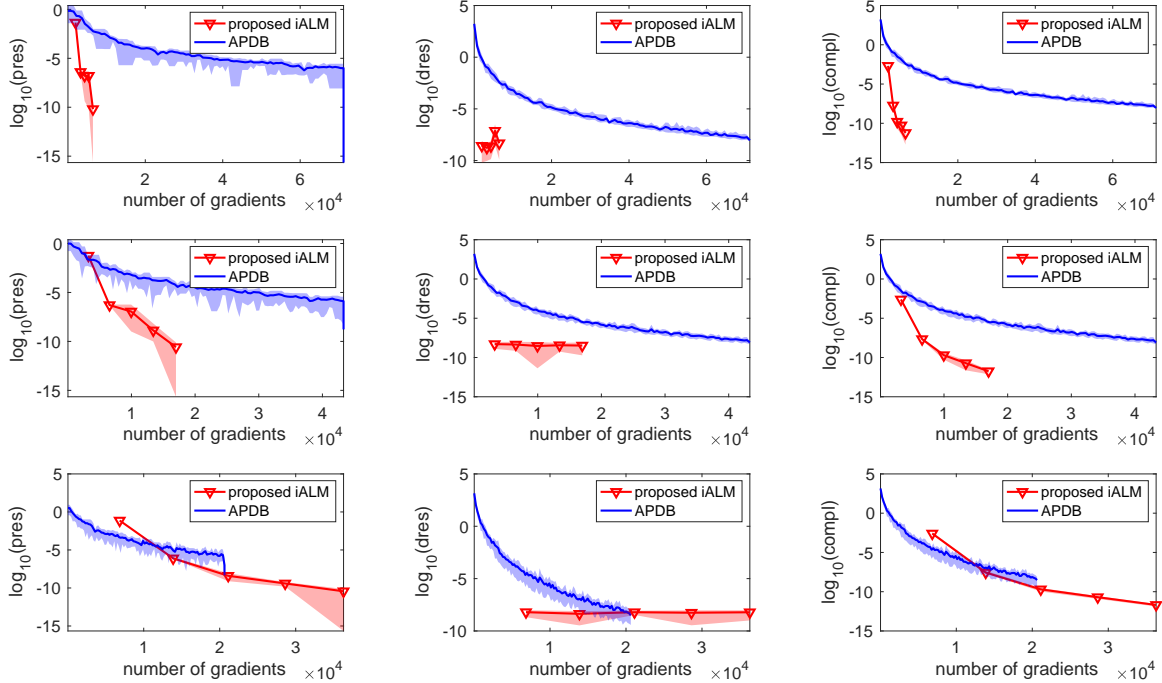 log10(pres)
0
-5
-10
-15
2
4
6
number of gradients
×10^4
proposed iALM
APDB
log10(dres)
5
0
-5
-10
2
4
6
number of gradients
×10^4
proposed iALM
APDB
log10(compl)
5
0
-5
-10
-15
2
4
6
number of gradients
×10^4
proposed iALM
APDB
log10(pres)
5
0
-5
-10
-15
1
2
3
4
number of gradients
×10^4
proposed iALM
APDB
log10(dres)
5
0
-5
-10
-15
1
2
3
4
number of gradients
×10^4
proposed iALM
APDB
log10(compl)
5
0
-5
-10
-15
1
2
3
4
number of gradients
×10^4
proposed iALM
APDB
log10(pres)
5
0
-5
-10
-15
1
2
3
number of gradients
×10^4
proposed iALM
APDB
log10(dres)
5
0
-5
-10
1
2
3
number of gradients
×10^4
proposed iALM
APDB
log10(compl)
5
0
-5
-10
-15
1
2
3
number of gradients
×10^4
proposed iALM
APDB